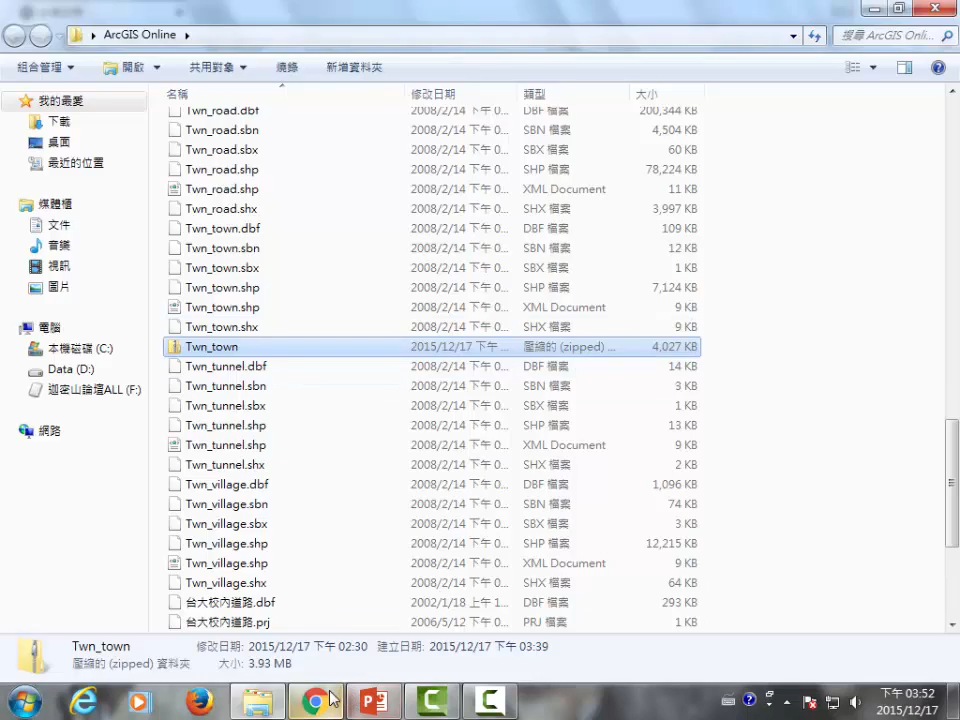 ArcGIS Online
搜尋 ArcGIS Onli...
組合管理 開啟 共用對象 燒錄 新增資料夾
名稱 修改日期 類型 大小
我的最愛
下載
桌面
最近的位置
媒體櫃
文件
音樂
視訊
圖片
電腦
本機磁碟 (C:)
Data (D:)
迦密山論壇ALL (F:)
網路
Twn_road.dbf 2008/2/14 下午 0... DBF 檔案 200,344 KB
Twn_road.sbn 2008/2/14 下午 0... SBN 檔案 4,504 KB
Twn_road.sbx 2008/2/14 下午 0... SBX 檔案 60 KB
Twn_road.shp 2008/2/14 下午 0... SHP 檔案 78,224 KB
Twn_road.shp 2008/2/14 下午 0... XML Document 11 KB
Twn_road.shx 2008/2/14 下午 0... SHX 檔案 3,997 KB
Twn_town.dbf 2008/2/14 下午 0... DBF 檔案 109 KB
Twn_town.sbn 2008/2/14 下午 0... SBN 檔案 12 KB
Twn_town.sbx 2008/2/14 下午 0... SBX 檔案 1 KB
Twn_town.shp 2008/2/14 下午 0... SHP 檔案 7,124 KB
Twn_town.shp 2008/2/14 下午 0... XML Document 9 KB
Twn_town.shx 2008/2/14 下午 0... SHX 檔案 9 KB
Twn_town 2015/12/17 下午 ... 壓縮的 (zipped) ... 4,027 KB
Twn_tunnel.dbf 2008/2/14 下午 0... DBF 檔案 14 KB
Twn_tunnel.sbn 2008/2/14 下午 0... SBN 檔案 3 KB
Twn_tunnel.sbx 2008/2/14 下午 0... SBX 檔案 1 KB
Twn_tunnel.shp 2008/2/14 下午 0... SHP 檔案 13 KB
Twn_tunnel.shp 2008/2/14 下午 0... XML Document 9 KB
Twn_tunnel.shx 2008/2/14 下午 0... SHX 檔案 2 KB
Twn_village.dbf 2008/2/14 下午 0... DBF 檔案 1,096 KB
Twn_village.sbn 2008/2/14 下午 0... SBN 檔案 74 KB
Twn_village.sbx 2008/2/14 下午 0... SBX 檔案 3 KB
Twn_village.shp 2008/2/14 下午 0... SHP 檔案 12,215 KB
Twn_village.shp 2008/2/14 下午 0... XML Document 9 KB
Twn_village.shx 2008/2/14 下午 0... SHX 檔案 64 KB
台大校內道路.dbf 2002/1/18 上午 1... DBF 檔案 293 KB
台大校內道路.prj 2006/5/12 下午 0... PRJ 檔案 1 KB
Twn_town 修改日期: 2015/12/17 下午 02:30 建立日期: 2015/12/17 下午 03:39
壓縮的 (zipped) 資料夾 大小: 3.93 MB
下午 03:52
2015/12/17